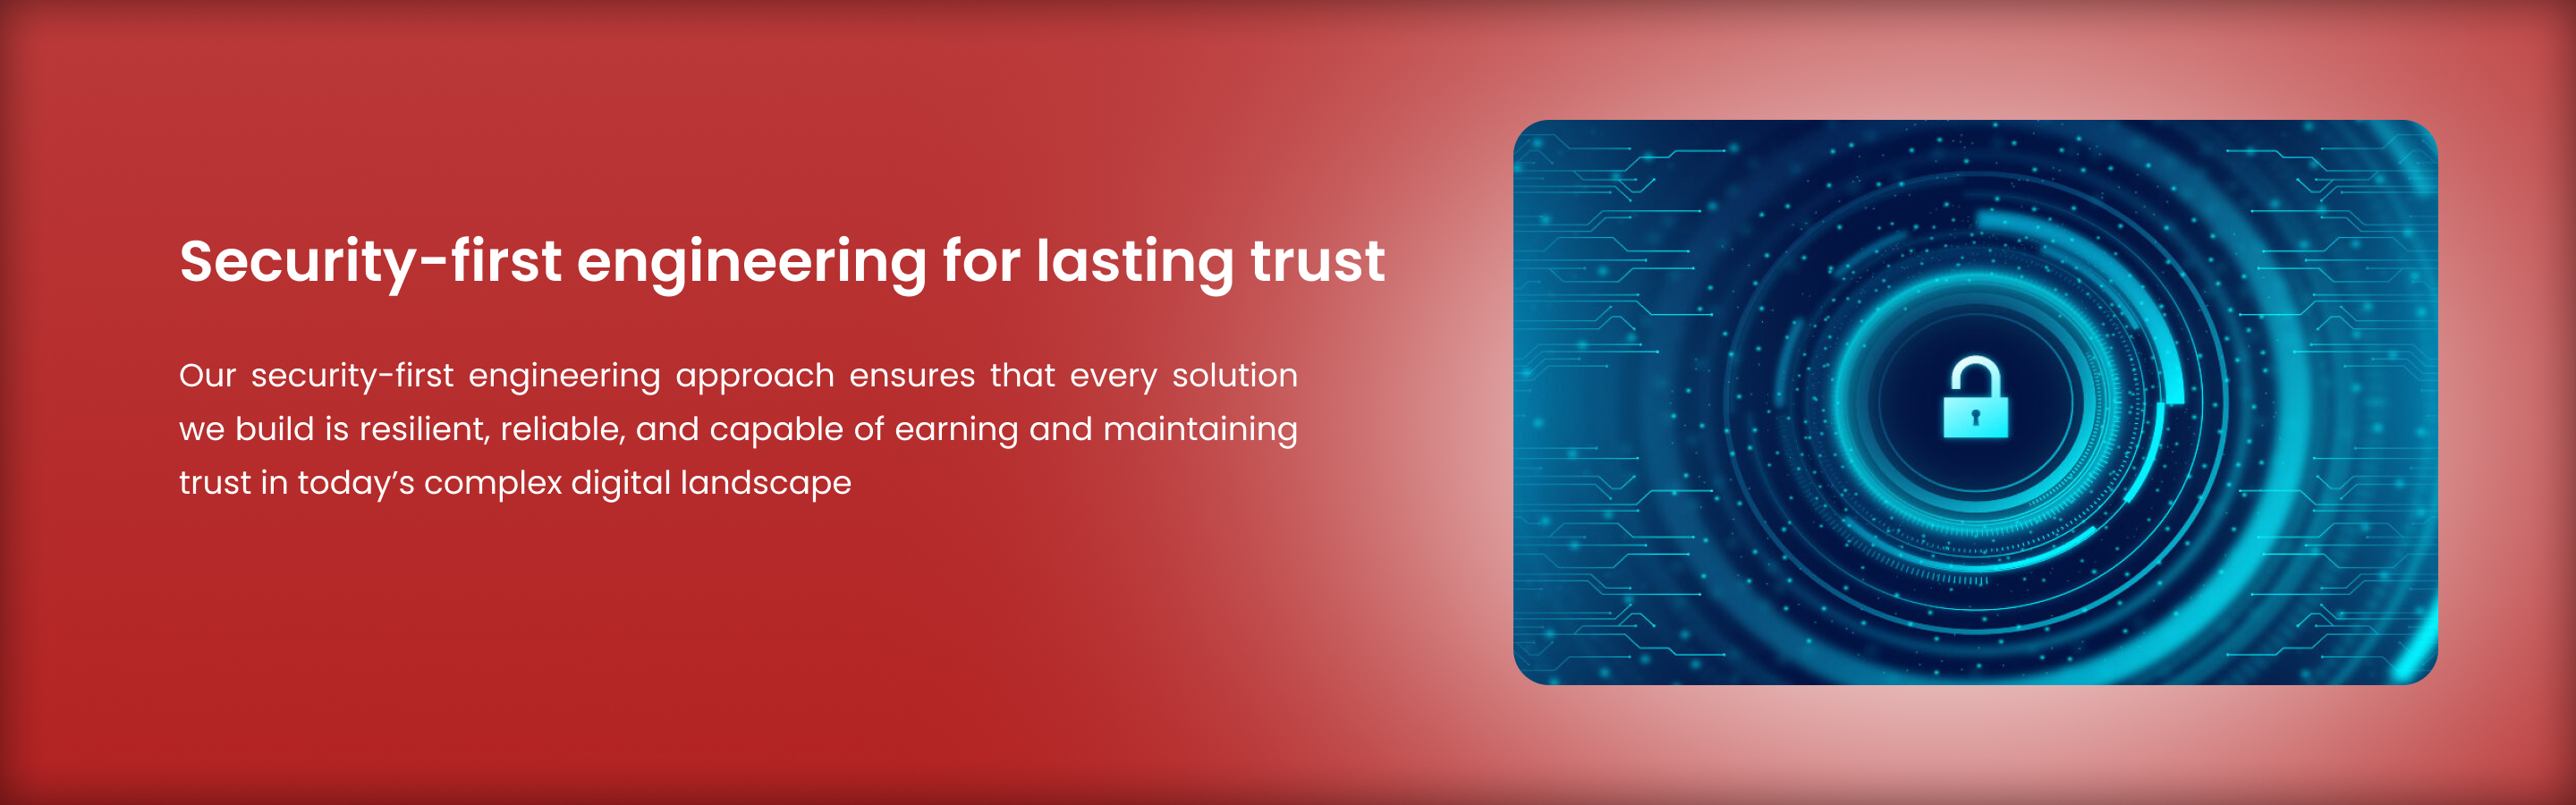 Security-first engineering for lasting trust
Our security-first engineering approach ensures that every solution
we build is resilient, reliable, and capable of earning and maintaining
trust in today’s complex digital landscape